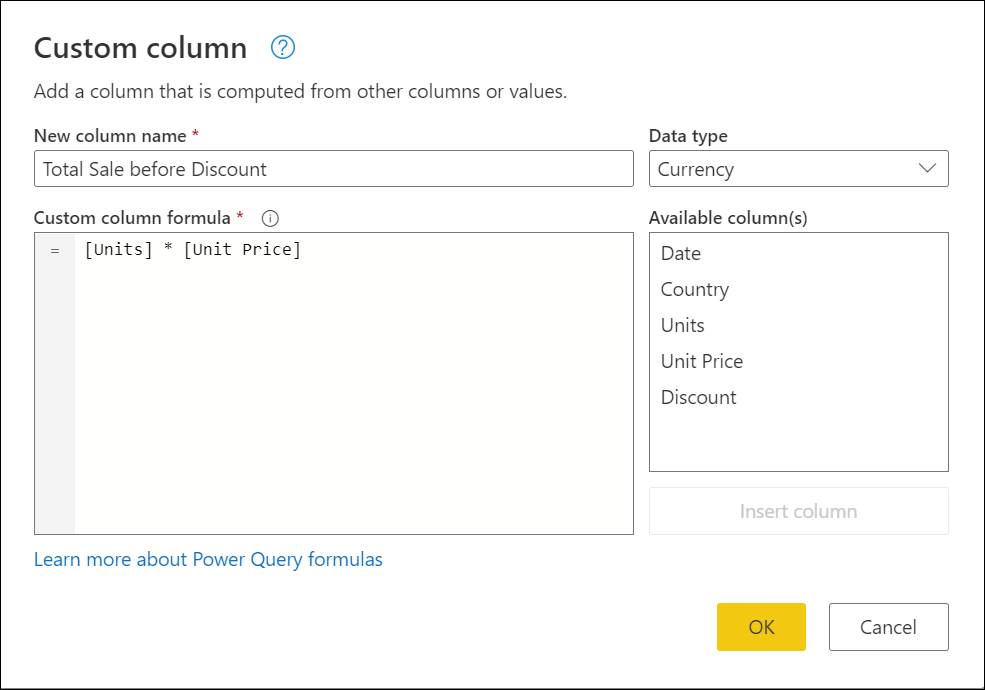 Custom column ?
Add a column that is computed from other columns or values.
New column name *
Total Sale before Discount
Data type
Currency
Custom column formula * i
= [Units] * [Unit Price]
Available column(s)
Date
Country
Units
Unit Price
Discount
Insert column
Learn more about Power Query formulas
OK
Cancel